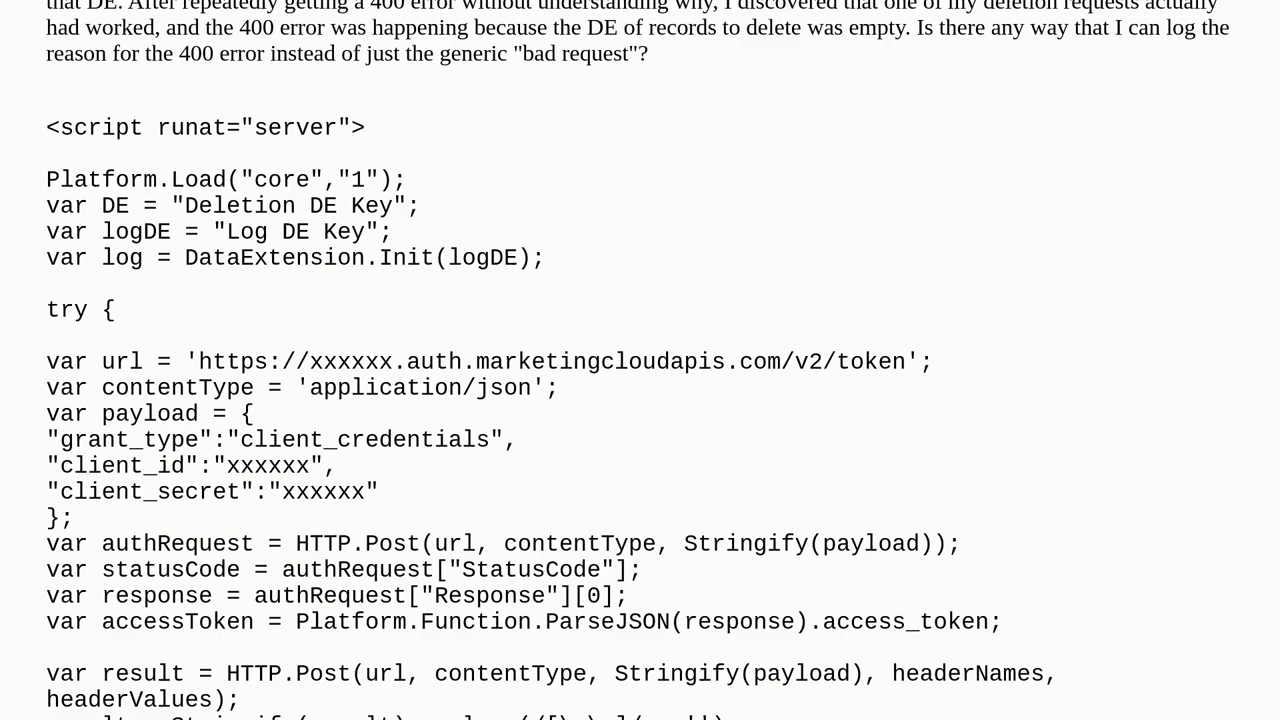 that DE. After repeatedly getting a 400 error without understanding why, I discovered that one of my deletion requests actually
had worked, and the 400 error was happening because the DE of records to delete was empty. Is there any way that I can log the
reason for the 400 error instead of just the generic "bad request"?
<script runat="server">
Platform.Load("core","1");
var DE = "Deletion DE Key";
var logDE = "Log DE Key";
var log = DataExtension.Init(logDE);
try {
var url = 'https://xxxxxx.auth.marketingcloudapis.com/v2/token';
var contentType = 'application/json';
var payload = {
"grant_type":"client_credentials",
"client_id":"xxxxxx",
"client_secret":"xxxxxx"
};
var authRequest = HTTP.Post(url, contentType, Stringify(payload));
var statusCode = authRequest["StatusCode"];
var response = authRequest["Response"][0];
var accessToken = Platform.Function.ParseJSON(response).access_token;
var result = HTTP.Post(url, contentType, Stringify(payload), headerNames,
headerValues);